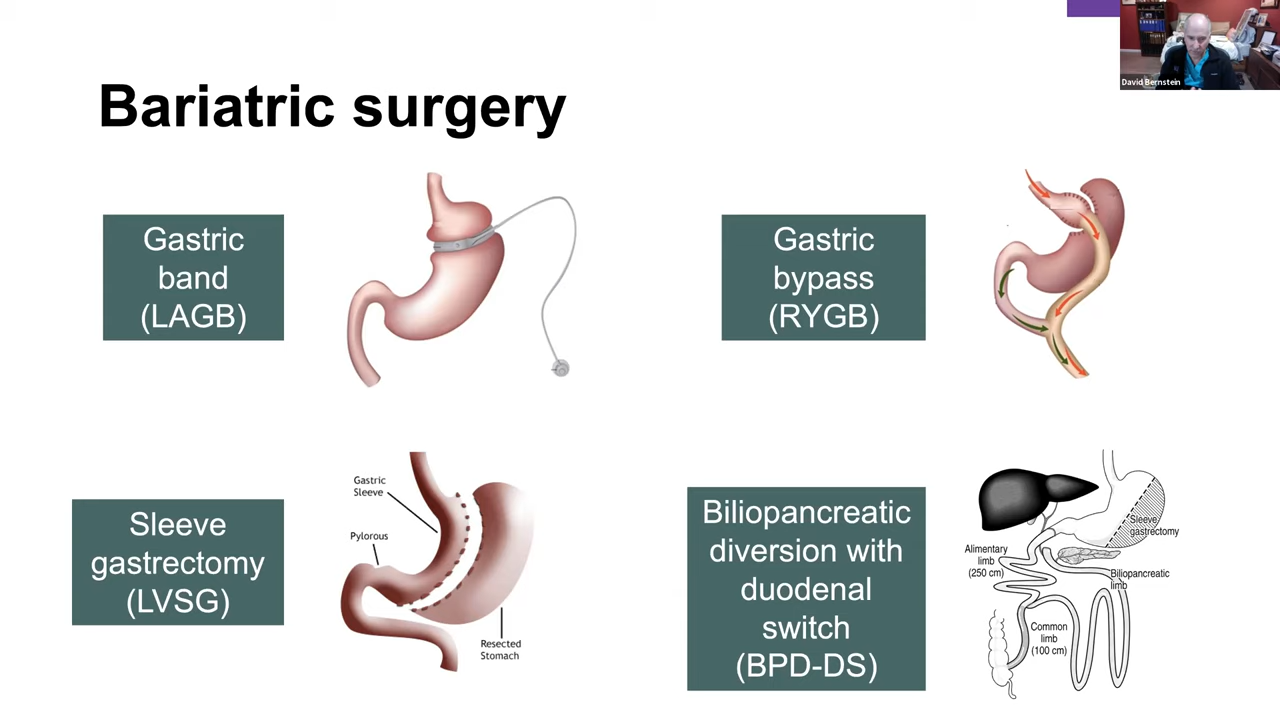 David Bernstein
Bariatric surgery
Gastric
band
(LAGB)
Gastric
bypass
(RYGB)
Sleeve
gastrectomy
(LVSG)
Gastric
Sleeve
Pylorous
Resected
Stomach
Biliopancreatic
diversion with
duodenal
switch
(BPD-DS)
Sleeve
gastrectomy
Alimentary
limb
(250 cm)
Biliopancreatic
limb
Common
limb
(100 cm)